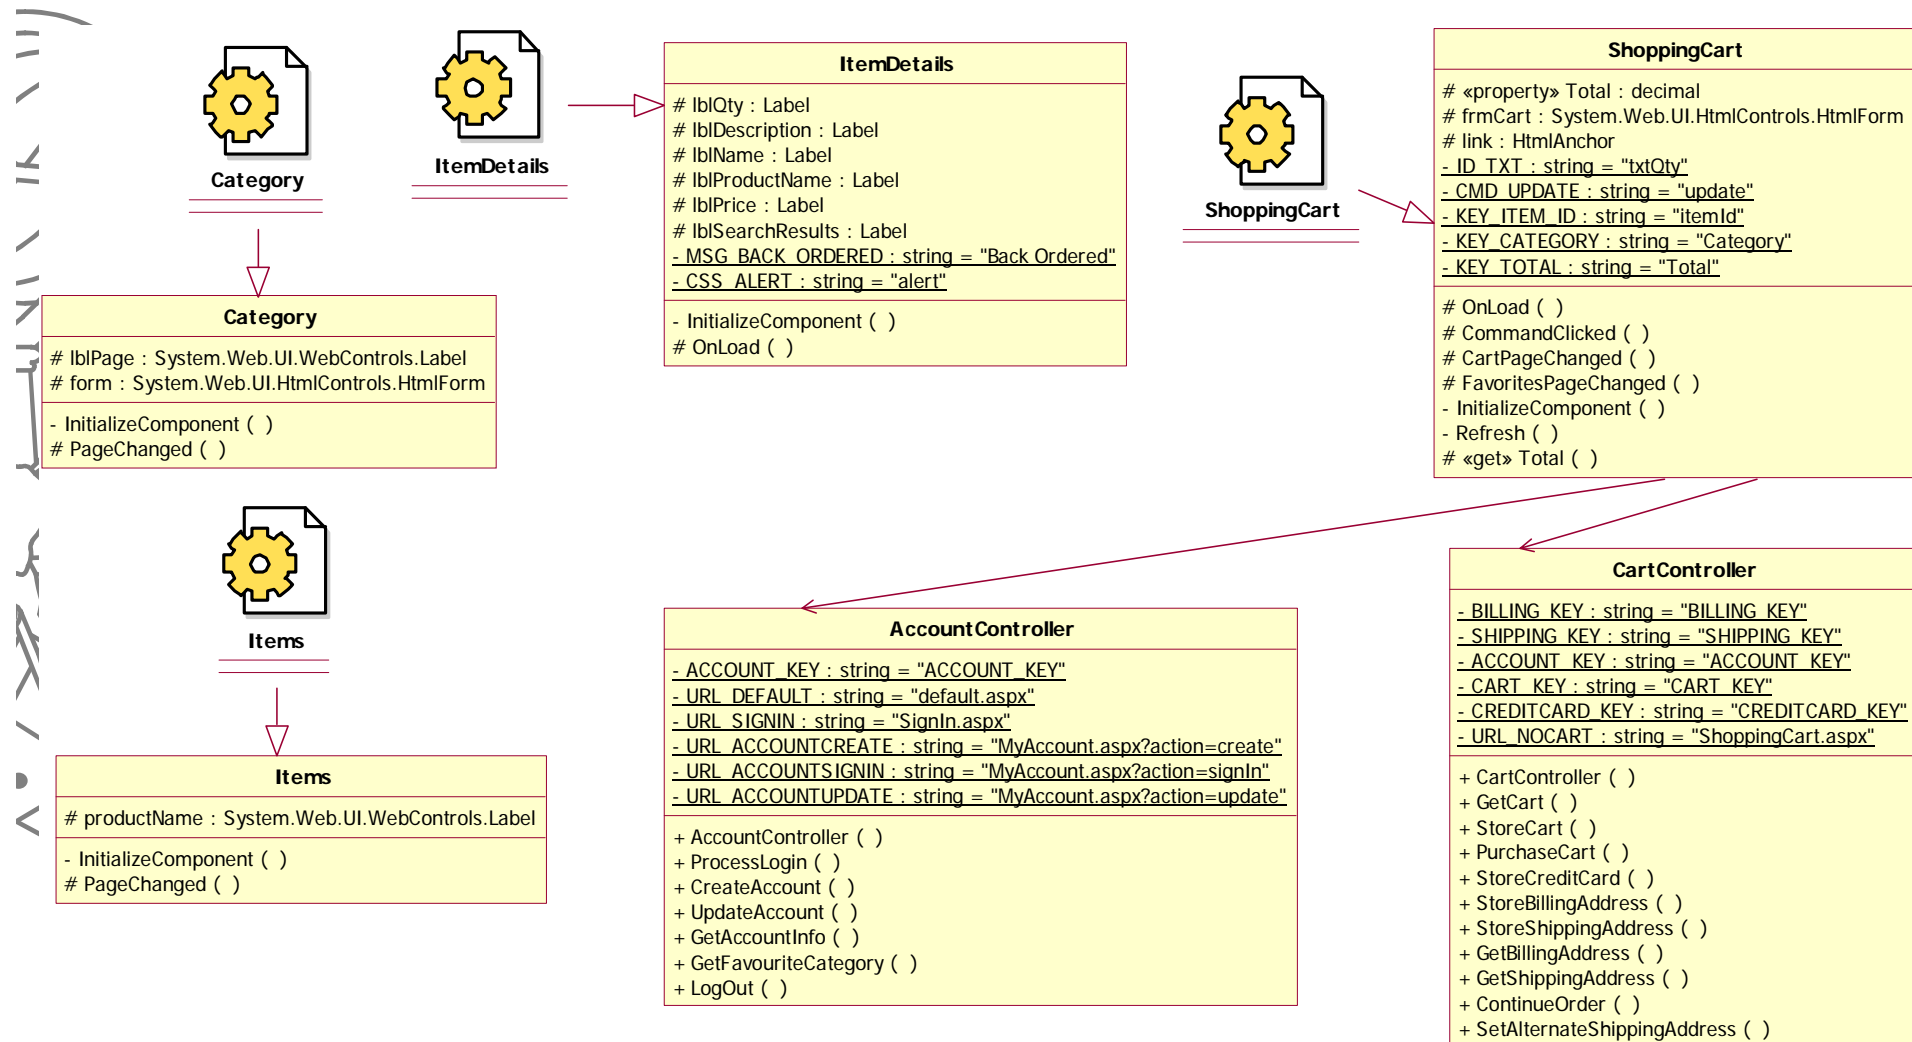 Category
ItemDetails
ShoppingCart
Items
Category
# lblPage : System.Web.UI.WebControls.Label
# form : System.Web.UI.HtmlControls.HtmlForm
- InitializeComponent ( )
# PageChanged ( )
Items
# productName : System.Web.UI.WebControls.Label
- InitializeComponent ( )
# PageChanged ( )
ItemDetails
# lblQty : Label
# lblDescription : Label
# lblName : Label
# lblProductName : Label
# lblPrice : Label
# lblSearchResults : Label
- MSG_BACK_ORDERED : string = "Back Ordered"
- CSS_ALERT : string = "alert"
- InitializeComponent ( )
# OnLoad ( )
ShoppingCart
# «property» Total : decimal
# frmCart : System.Web.UI.HtmlControls.HtmlForm
# link : HtmlAnchor
- ID_TXT : string = "txtQty"
- CMD_UPDATE : string = "update"
- KEY_ITEM_ID : string = "itemId"
- KEY_CATEGORY : string = "Category"
- KEY_TOTAL : string = "Total"
# OnLoad ( )
# CommandClicked ( )
# CartPageChanged ( )
# FavoritesPageChanged ( )
- InitializeComponent ( )
- Refresh ( )
# «get» Total ( )
AccountController
- ACCOUNT_KEY : string = "ACCOUNT_KEY"
- URL_DEFAULT : string = "default.aspx"
- URL_SIGNIN : string = "SignIn.aspx"
- URL_ACCOUNTCREATE : string = "MyAccount.aspx?action=create"
- URL_ACCOUNTSIGNIN : string = "MyAccount.aspx?action=signIn"
- URL_ACCOUNTUPDATE : string = "MyAccount.aspx?action=update"
+ AccountController ( )
+ ProcessLogin ( )
+ CreateAccount ( )
+ UpdateAccount ( )
+ GetAccountInfo ( )
+ GetFavouriteCategory ( )
+ LogOut ( )
CartController
- BILLING_KEY : string = "BILLING_KEY"
- SHIPPING_KEY : string = "SHIPPING_KEY"
- ACCOUNT_KEY : string = "ACCOUNT_KEY"
- CART_KEY : string = "CART_KEY"
- CREDITCARD_KEY : string = "CREDITCARD_KEY"
- URL_NOCART : string = "ShoppingCart.aspx"
+ CartController ( )
+ GetCart ( )
+ StoreCart ( )
+ PurchaseCart ( )
+ StoreCreditCard ( )
+ StoreBillingAddress ( )
+ StoreShippingAddress ( )
+ GetBillingAddress ( )
+ GetShippingAddress ( )
+ ContinueOrder ( )
+ SetAlternateShippingAddress ( )